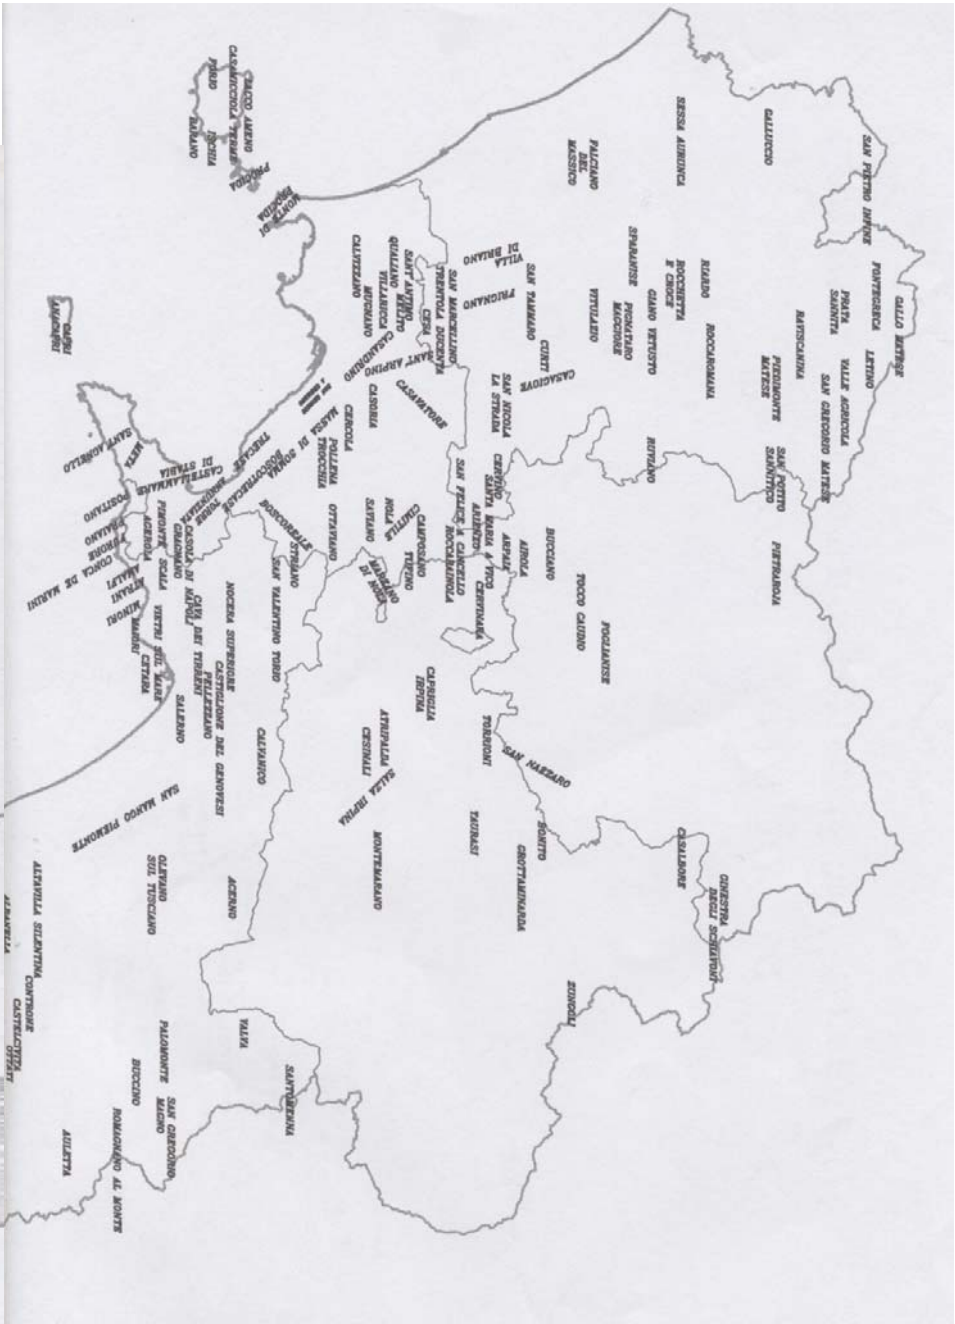 GALLO MATESE
SAN PIETRO INFINE
FONTEGRECA
LETINO
PRATA
SANNITA
VALLE AGRICOLA
SAN GREGORIO MATESE
RAVISCANINA
GALLUCCIO
PIEDIMONTE
MATESE
SAN POTITO
SANNITICO
PIETRAROJA
GINESTRA
DEGLI SCHIAVONI
RIARDO
ROCCAROMANA
SESSA AURUNCA
ROCCHETTA
E CROCE
CASALBORE
GIANO VETUSTO
RUVIANO
SPARANISE
PIGNATARO
MAGGIORE
FOGLIANISE
FALCIANO
DEL
MASSICO
VITULAZIO
TOCCO CAUDIO
ZUNGOLI
CASAGIOVE
SAN NAZZARO
BUCCIANO
CURTI
BONITO
SAN TAMMARO
AIROLA
GROTTAMINARDA
VILLA
DI BRIANO
FRIGNANO
SAN NICOLA
LA STRADA
CERVINO
ARPAIA
SANTA MARIA A VICO
ARIENZO
CERVINARA
TORRIONI
TAURASI
SAN FELICE A CANCELLO
ROCCARAINOLA
SAN MARCELLINO
TRENTOLA DUCENTA
CESA
SANT'ARPINO
CASAVATORE
CAMPOSANO
TUFINO
CIMITILE
CAPRIGLIA
IRPINA
SANT'ANTIMO
MELITO
QUALIANO
VILLARICCA
MUGNANO
CALVIZZANO
CASANDRINO
CASORIA
NOLA
SAVIANO
MARZANO
DI NOLA
ATRIPALDA
CESINALI
SALZA IRPINA
MONTEMARANO
CERCOLA
POLLENA
TROCCHIA
MASSA DI SOMMA
OTTAVIANO
STRIANO
BOSCOREALE
BOSCOTRECASE
TRECASE
SAN VALENTINO TORIO
SANTOMENNA
MONTE DI
PROCIDA
PROCIDA
CALVANICO
LACCO AMENO
CASAMICCIOLA TERME
FORIO
ISCHIA
BARANO
VALVA
NOCERA SUPERIORE
CASTIGLIONE DEL GENOVESI
PELLEZZANO
CAVA DEI TIRRENI
ACERNO
TORRE
ANNUNZIATA
CASTELLAMMARE
DI STABIA
CASOLA DI NAPOLI
GRAGNANO
PIMONTE
AGEROLA
SCALA
VIETRI SUL MARE
SALERNO
CETARA
SAN MANGO PIEMONTE
OLEVANO
SUL TUSCIANO
PALOMONTE
SAN GREGORIO
MAGNO
BUCCINO
META
SANT'AGNELLO
POSITANO
PRAIANO
FURORE
CONCA DE MARINI
AMALFI
ATRANI
MINORI
MAIORI
ROMAGNANO AL MONTE
CAPRI
ANACAPRI
AULETTA
ALTAVILLA SILENTINA
CONTRONE
CASTELCIVITA
OTTATI
ALBANELLA